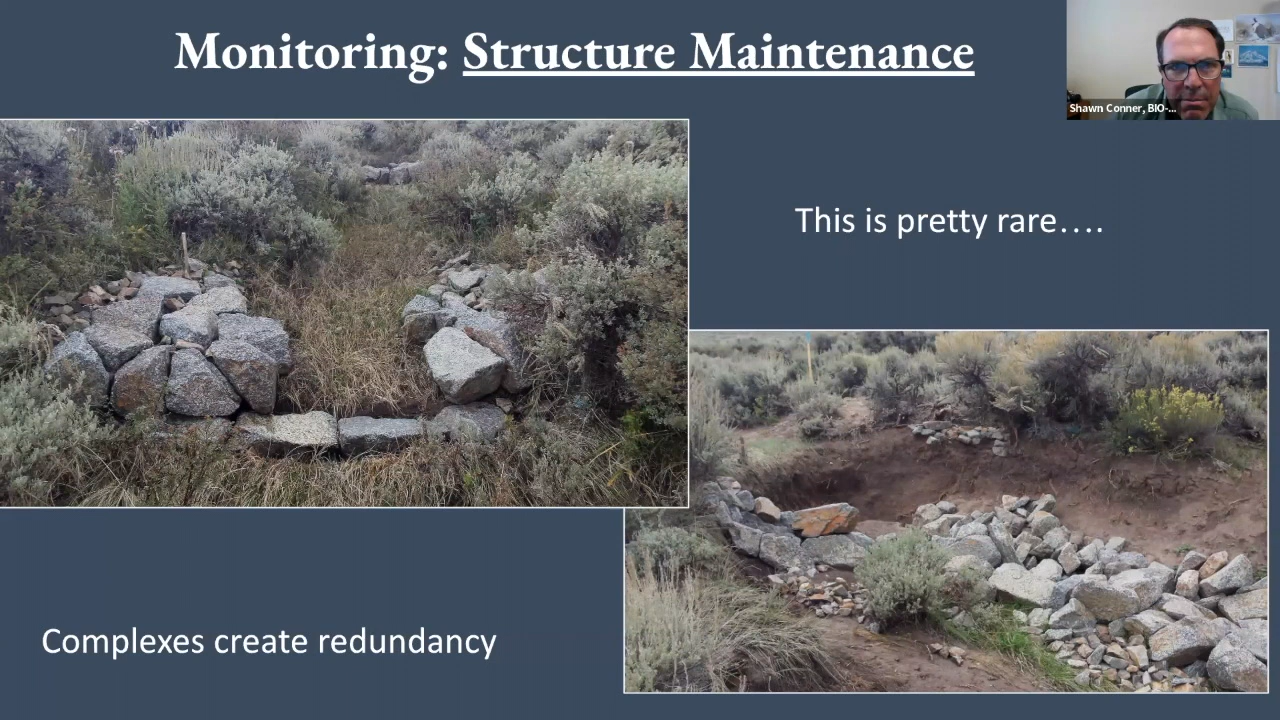 Monitoring: Structure Maintenance
Shawn Conner, BIO-...
This is pretty rare....
Complexes create redundancy